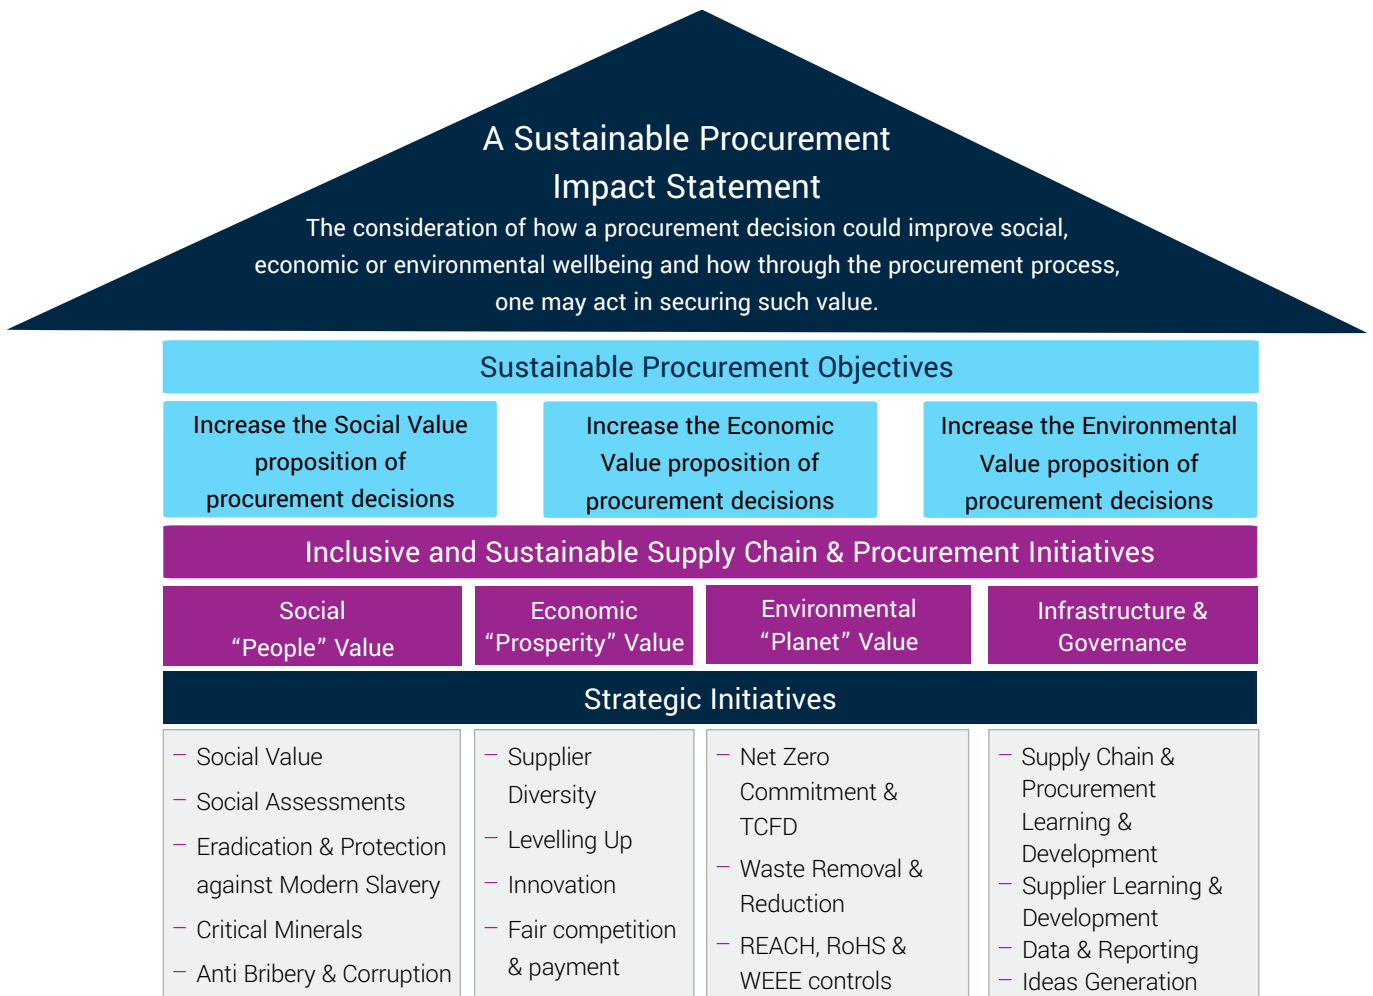 A Sustainable Procurement
Impact Statement
The consideration of how a procurement decision could improve social,
economic or environmental wellbeing and how through the procurement process,
one may act in securing such value.
Sustainable Procurement Objectives
Increase the Social Value
proposition of
procurement decisions
Increase the Economic
Value proposition of
procurement decisions
Increase the Environmental
Value proposition of
procurement decisions
Inclusive and Sustainable Supply Chain & Procurement Initiatives
Social
“People” Value
Economic
“Prosperity” Value
Environmental
“Planet” Value
Infrastructure &
Governance
Strategic Initiatives
– Social Value
– Social Assessments
– Eradication & Protection
against Modern Slavery
– Critical Minerals
– Anti Bribery & Corruption
– Supplier
Diversity
– Levelling Up
– Innovation
– Fair competition
& payment
– Net Zero
Commitment &
TCFD
– Waste Removal &
Reduction
– REACH, RoHS &
WEEE controls
– Supply Chain &
Procurement
Learning &
Development
– Supplier Learning &
Development
– Data & Reporting
– Ideas Generation